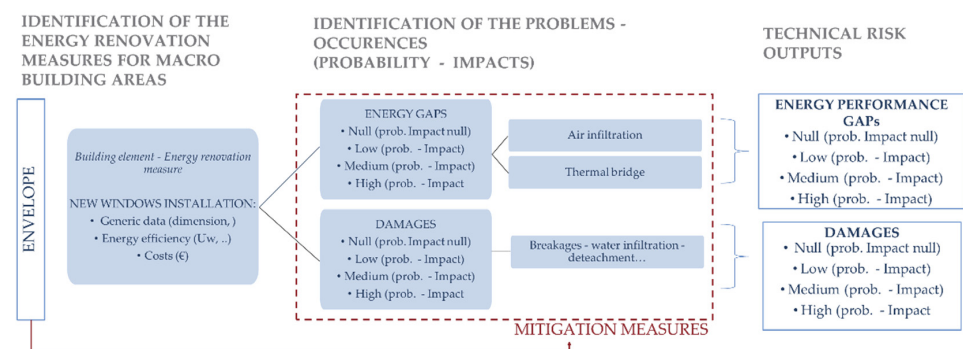 IDENTIFICATION OF THE
ENERGY RENOVATION
MEASURES FOR MACRO
BUILDING AREAS
IDENTIFICATION OF THE PROBLEMS -
OCCURENCES
(PROBABILITY - IMPACTS)
TECHNICAL RISK
OUTPUTS
ENVELOPE
Building element - Energy renovation
measure
NEW WINDOWS INSTALLATION:
• Generic data (dimension, )
• Energy efficiency (Uw, ..)
• Costs (€)
ENERGY GAPS
• Null (prob. Impact null)
• Low (prob. - Impact)
• Medium (prob. - Impact)
• High (prob. - Impact
Air infiltration
Thermal bridge
DAMAGES
• Null (prob. Impact null)
• Low (prob. - Impact)
• Medium (prob. - Impact)
• High (prob. - Impact
Breakages - water infiltration -
deteachment...
MITIGATION MEASURES
ENERGY PERFORMANCE
GAPs
• Null (prob. Impact null)
• Low (prob. - Impact)
• Medium (prob. - Impact)
• High (prob. - Impact)
DAMAGES
• Null (prob. Impact null)
• Low (prob. - Impact)
• Medium (prob. - Impact)
• High (prob. - Impact